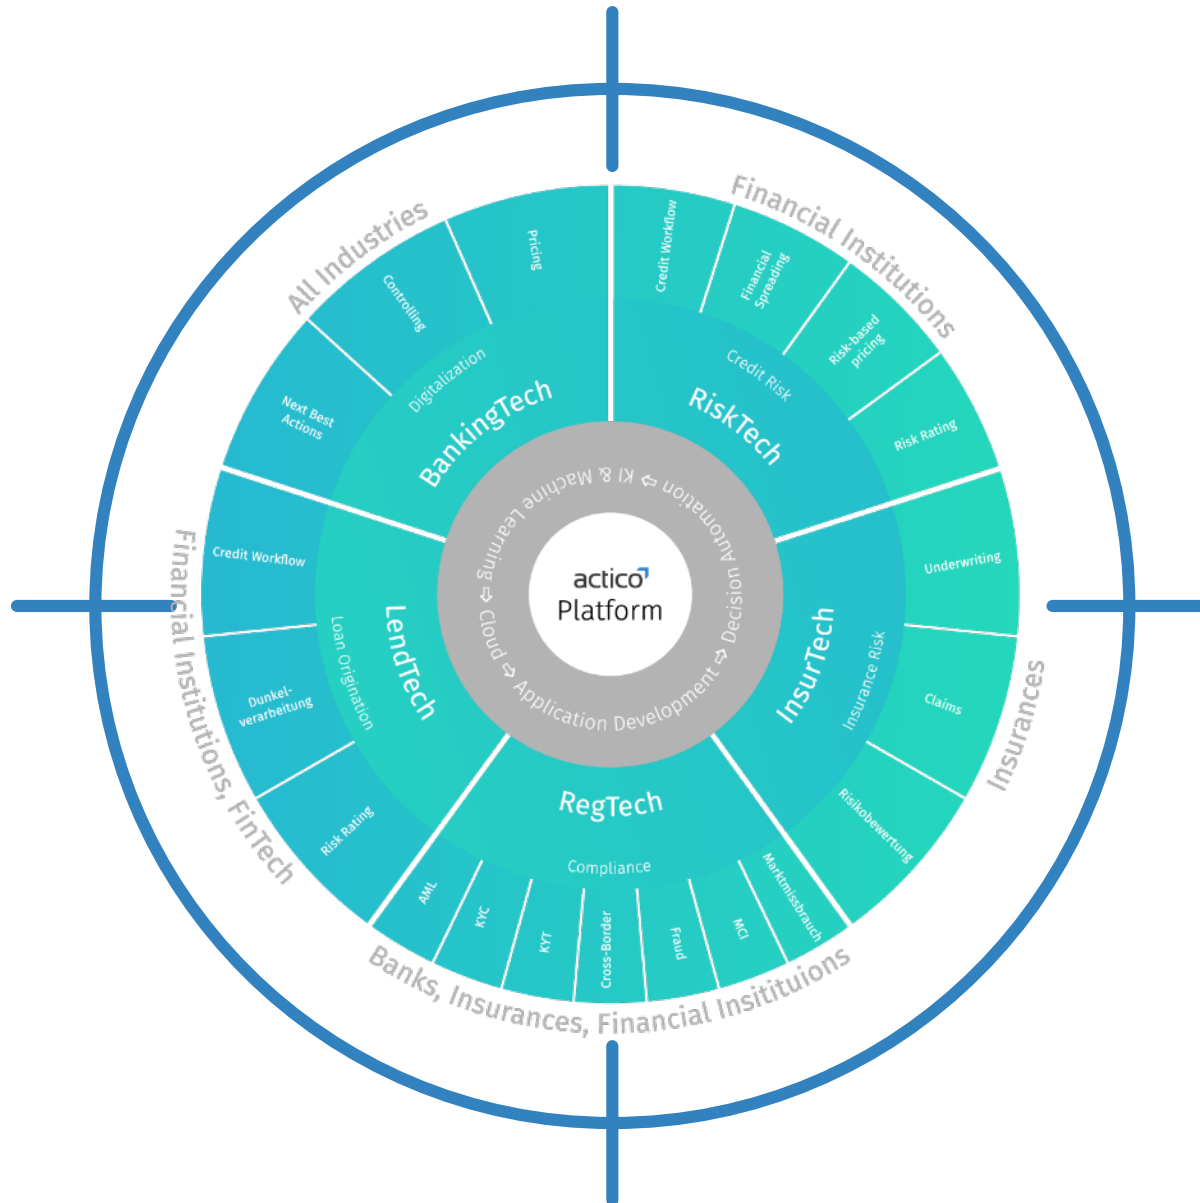 Financial Institutions
Credit Workflow
Financial
Spreading
Risk-based
pricing
Risk Rating
Credit Risk
RiskTech
Insurances
Underwriting
Claims
Risikobewertung
Insurance Risk
InsurTech
Banks, Insurances, Financial Insitituions
Marktmissbrauch
MCI
Fraud
Cross-Border
KYT
KYC
AML
Compliance
RegTech
Financial Institutions, FinTech
Risk Rating
Dunkel-
verarbeitung
Credit Workflow
Loan Origination
LendTech
All Industries
Next Best
Actions
Controlling
Pricing
Digitalization
BankingTech
Cloud ⇨ Application Development ⇨ Decision Automation ⇨ KI & Machine Learning ⇨
actico
Platform